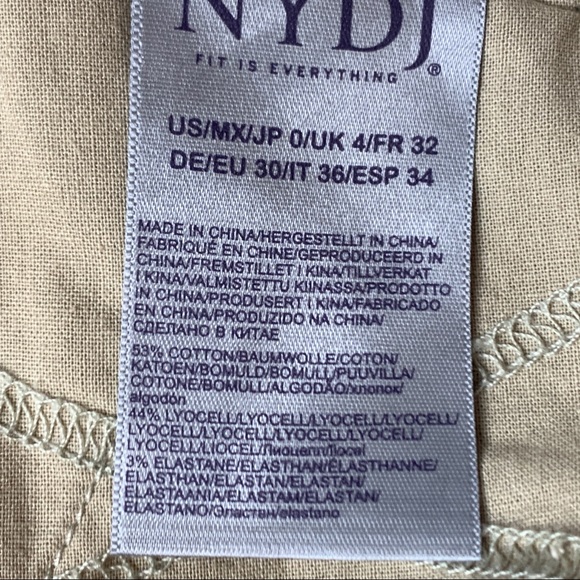 NYDJ
FIT IS EVERYTHING®
US/MX/JP 0/UK 4/FR 32
DE/EU 30/IT 36/ESP 34
MADE IN CHINA/HERGESTELLT IN CHINA/
FABRIQUÉ EN CHINE/GEPRODUCEERD IN
CHINA/FREMSTILLET I KINA/TILLVERKAT
I KINA/VALMISTETTU KIINASSA/PRODOTTO
IN CHINA/PRODUSERT I KINA/FABRICADO
EN CHINA/PRODUZIDO NA CHINA/
СДЕЛАНО В КИТАЕ
53% COTTON/BAUMWOLLE/COTON/
KATOEN/BOMULD/BOMULL/PUUVILLA/
COTONE/BOMULL/ALGODÃO/хлопок/
algodón
44% LYOCELL/LYOCELL/LYOCELL/LYOCELL/
LYOCELL/LYOCELL/LYOCELL/LYOCELL/
LYOCELL/LIOCEL/Лиоцелл/liocel
3% ELASTANE/ELASTHAN/ÉLASTHANNE/
ELASTHAN/ELASTAN/ELASTAN/
ELASTAANIA/ELASTAM/ELASTAN/
ELASTANO/Эластан/elastano